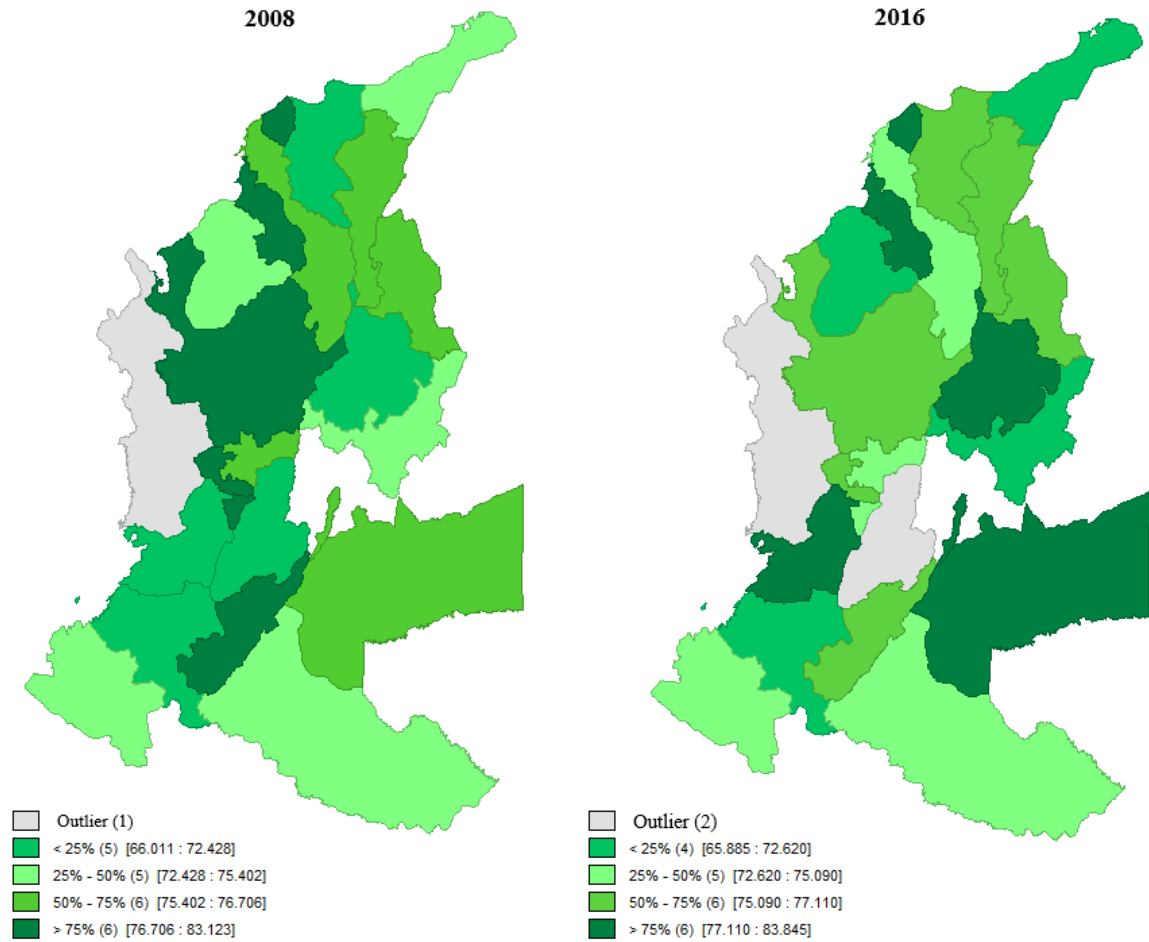 2008
2016
Outlier (1)
< 25% (5) [66.011 : 72.428]
25% - 50% (5) [72.428 : 75.402]
50% - 75% (6) [75.402 : 76.706]
> 75% (6) [76.706 : 83.123]
Outlier (2)
< 25% (4) [65.885 : 72.620]
25% - 50% (5) [72.620 : 75.090]
50% - 75% (6) [75.090 : 77.110]
> 75% (6) [77.110 : 83.845]